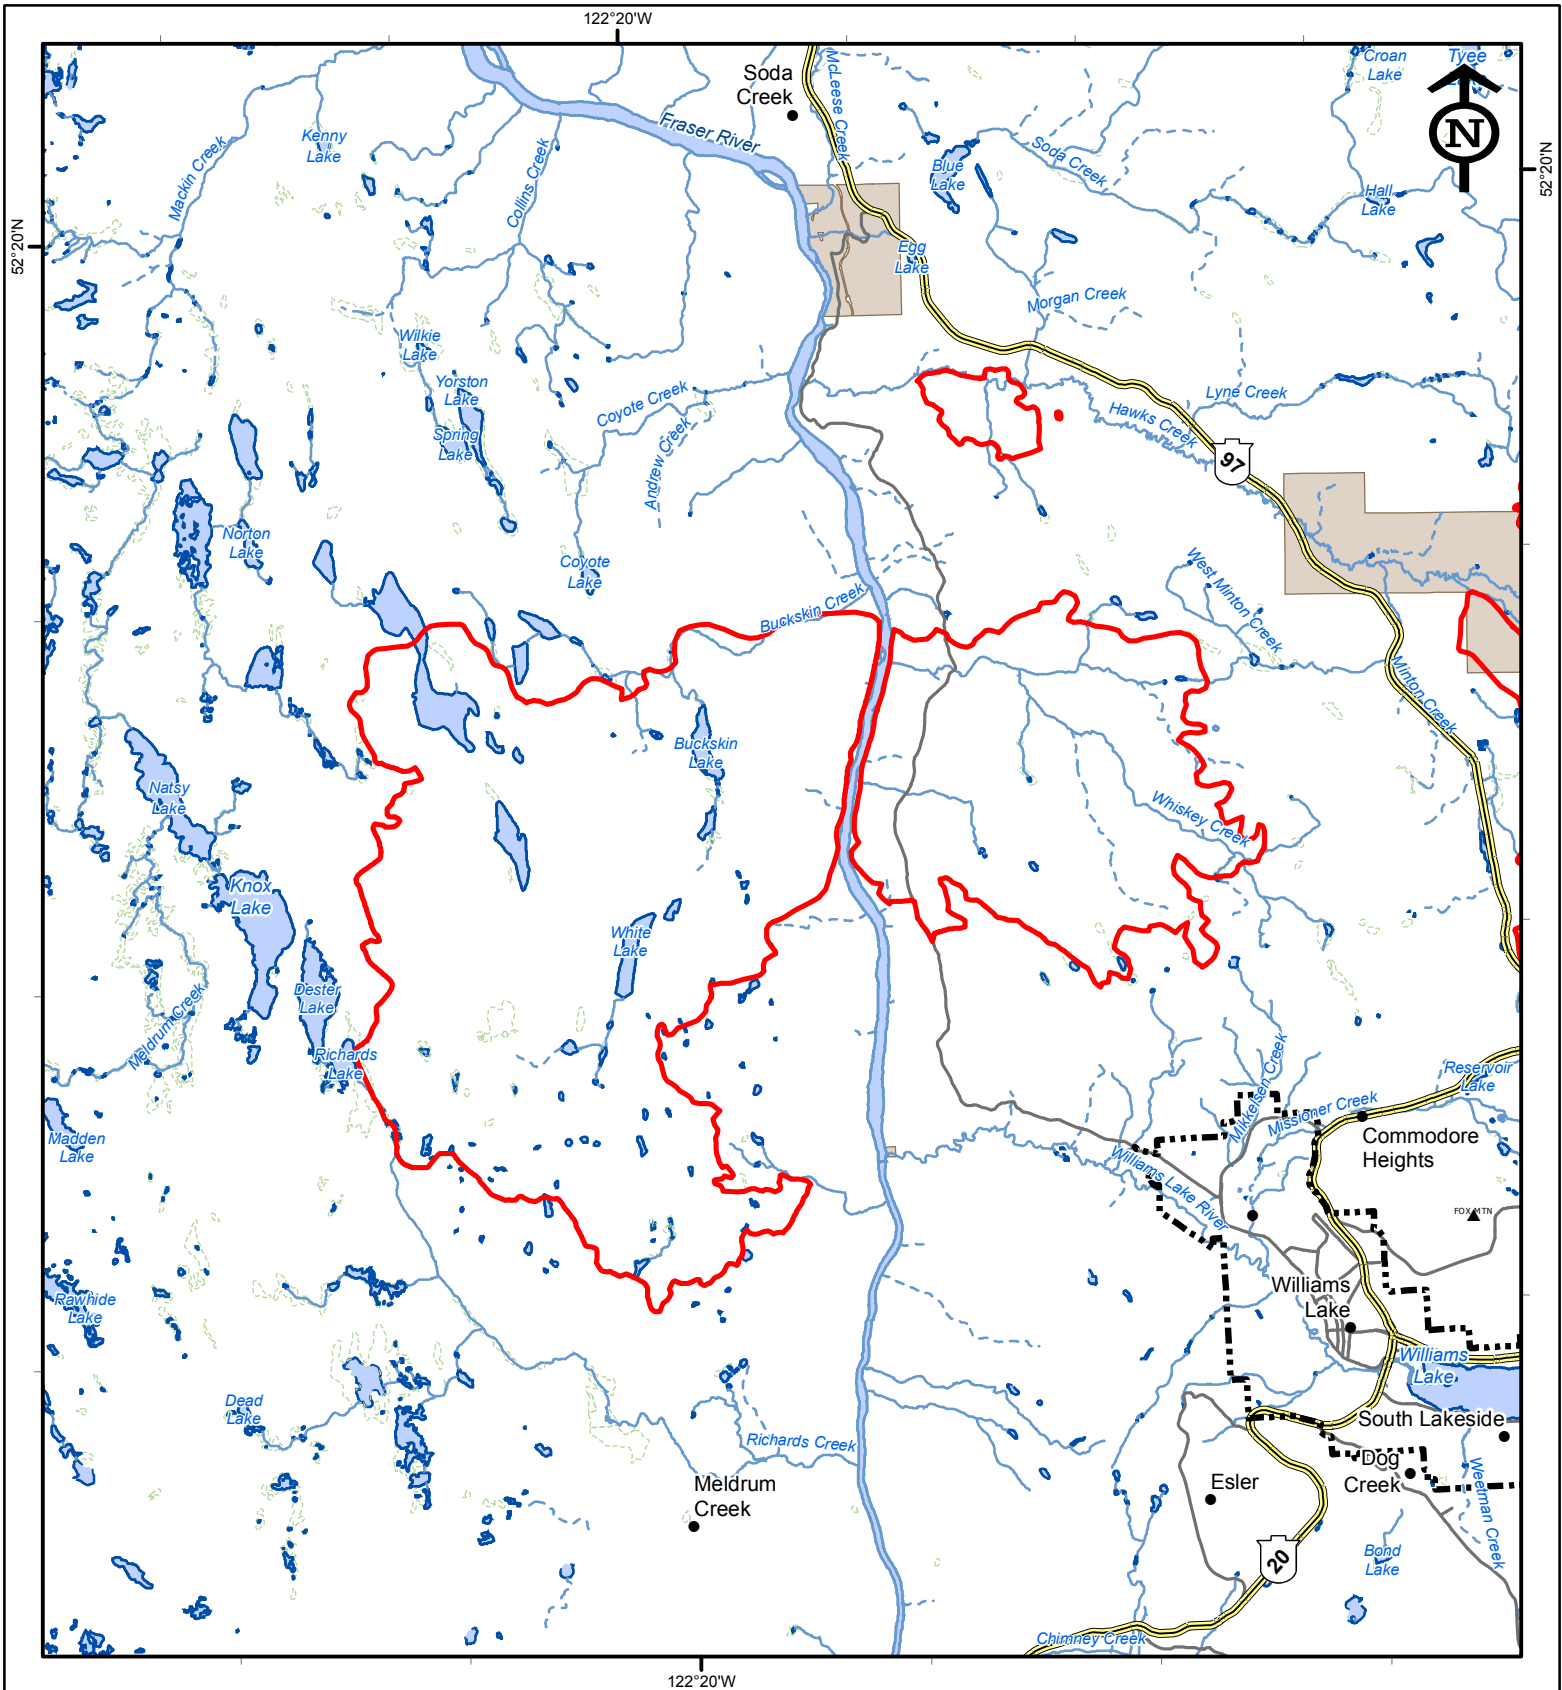 122°20'W
Soda
Creek
McLeese Creek
Croan
Lake
Tyee
N
52°20'N
Fraser River
Kenny
Lake
Mackin Creek
Collins Creek
Blue
Lake
Soda Creek
Hall
Lake
52°20'N
Egg
Lake
Morgan Creek
Wilkie
Lake
Yorston
Lake
Spring
Lake
Coyote Creek
Andrew Creek
Lyne Creek
Hawks Creek
97
Norton
Lake
Coyote
Lake
Buckskin Creek
West Minton Creek
Minton Creek
Buckskin
Lake
Natsy
Lake
Whiskey Creek
Knox
Lake
White
Lake
Dester
Lake
Meldrum Creek
Richards
Lake
Madden
Lake
Mikkelsen Creek
Missioner Creek
Reservoir
Lake
Commodore
Heights
Williams Lake River
FOX MTN
Rawhide
Lake
Williams
Lake
Williams
Lake
Dead
Lake
South Lakeside
Richards Creek
Dog
Creek
Meldrum
Creek
Esler
Weetman Creek
Bond
Lake
20
Chimney Creek
122°20'W